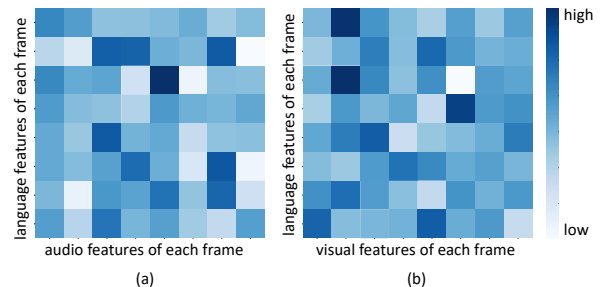 high
language features of each frame
language features of each frame
low
audio features of each frame
visual features of each frame
(a)
(b)